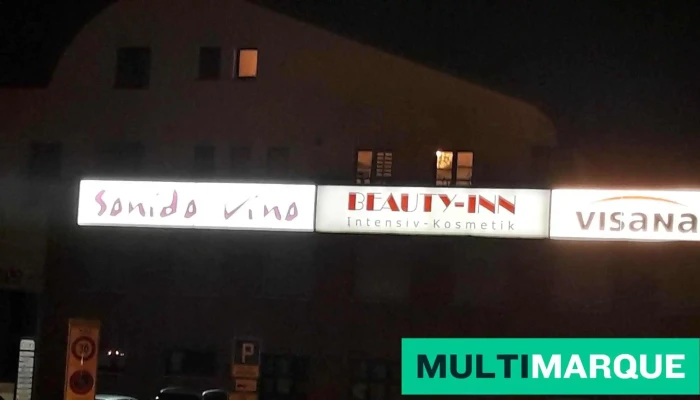 Sonido Vino
BEAUTY-INN
Intensiv-Kosmetik
VISANA
P
MULTIMARQUE